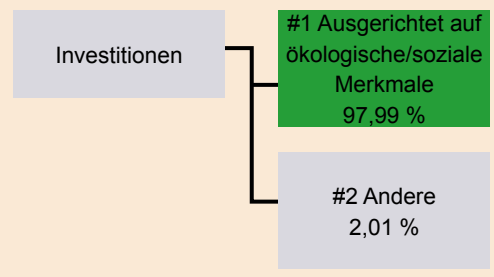 Investitionen
#1 Ausgerichtet auf
ökologische/soziale
Merkmale
97,99 %
#2 Andere
2,01 %